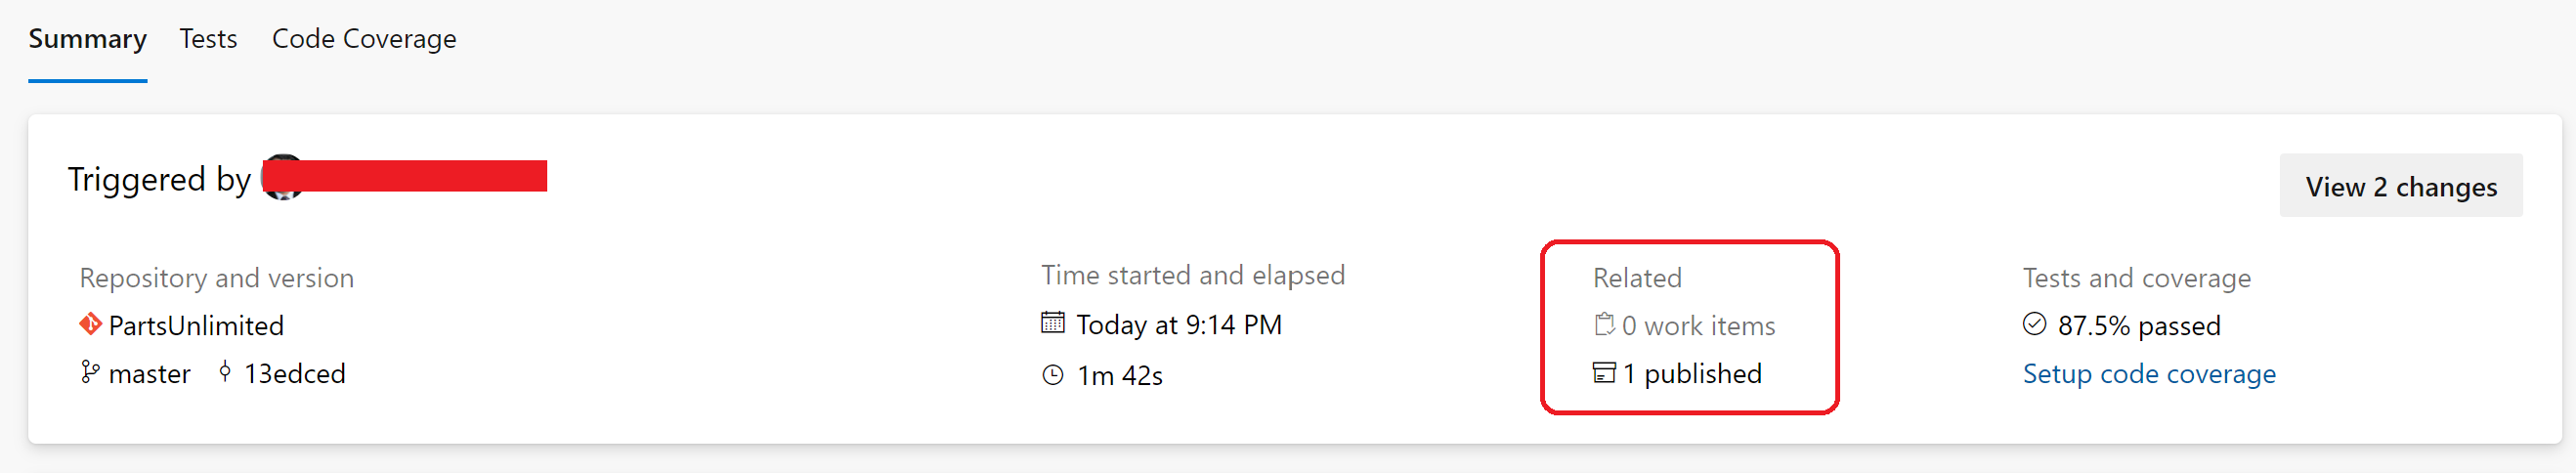 Summary Tests Code Coverage
Triggered by
View 2 changes
Repository and version
PartsUnlimited
master 13edced
Time started and elapsed
Today at 9:14 PM
1m 42s
Related
0 work items
1 published
Tests and coverage
87.5% passed
Setup code coverage